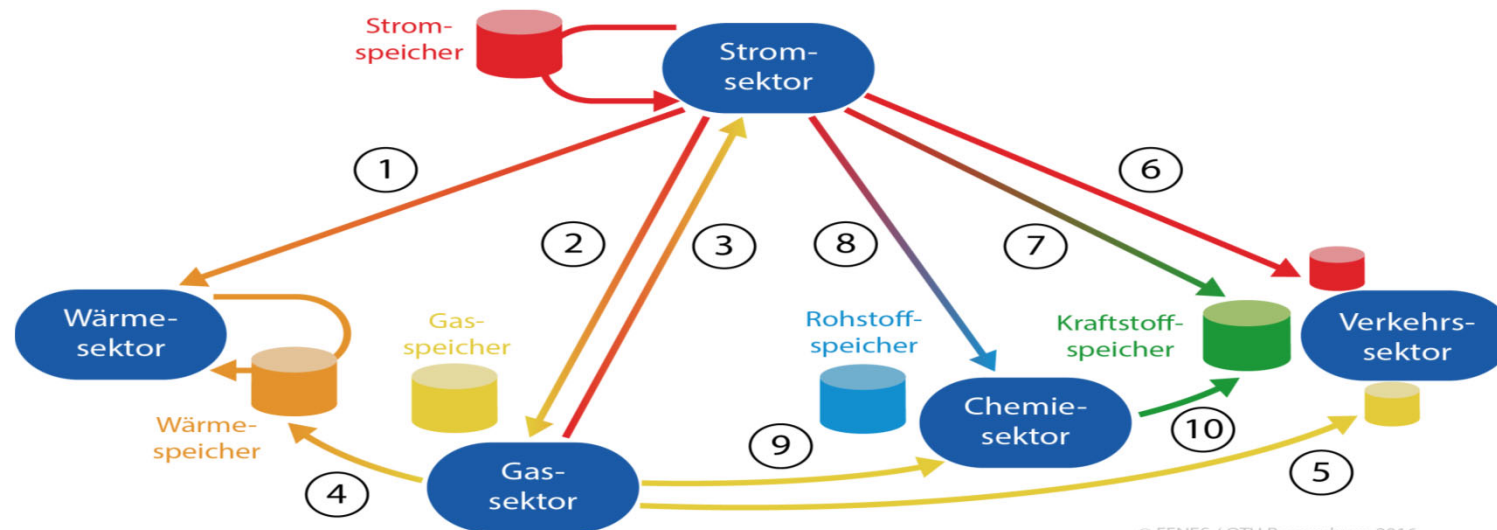 Strom-
speicher
Strom-
sektor
1
2
3
8
7
6
Wärme-
sektor
Gas-
speicher
Rohstoff-
speicher
Kraftstoff-
speicher
Verkehrs-
sektor
Wärme-
speicher
4
Gas-
sektor
9
Chemie-
sektor
10
5